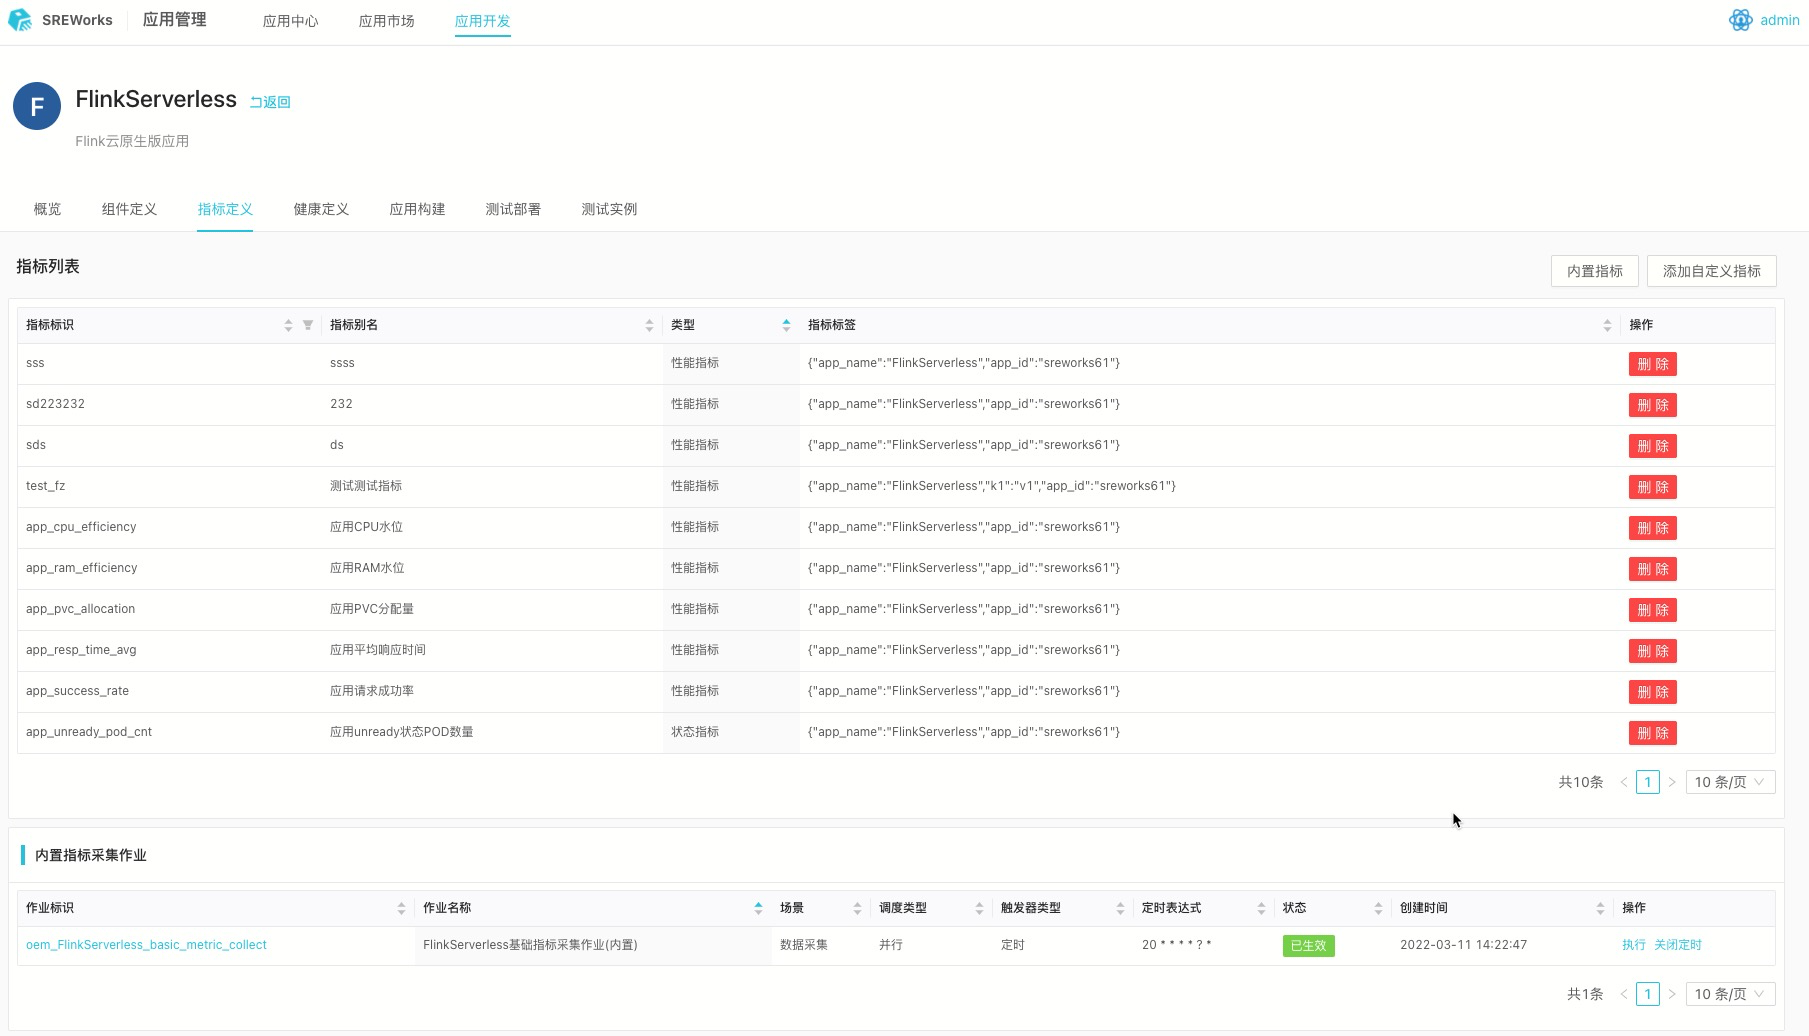 SREWorks 应用管理 应用中心 应用市场 应用开发 admin
F FlinkServerless 返回
Flink云原生版应用
概览 组件定义 指标定义 健康定义 应用构建 测试部署 测试实例
指标列表 内置指标 添加自定义指标
指标标识 指标别名 类型 指标标签 操作
sss ssss 性能指标 {"app_name":"FlinkServerless","app_id":"sreworks61"} 删 除
sd223232 232 性能指标 {"app_name":"FlinkServerless","app_id":"sreworks61"} 删 除
sds ds 性能指标 {"app_name":"FlinkServerless","app_id":"sreworks61"} 删 除
test_fz 测试测试指标 性能指标 {"app_name":"FlinkServerless","k1":"v1","app_id":"sreworks61"} 删 除
app_cpu_efficiency 应用CPU水位 性能指标 {"app_name":"FlinkServerless","app_id":"sreworks61"} 删 除
app_ram_efficiency 应用RAM水位 性能指标 {"app_name":"FlinkServerless","app_id":"sreworks61"} 删 除
app_pvc_allocation 应用PVC分配量 性能指标 {"app_name":"FlinkServerless","app_id":"sreworks61"} 删 除
app_resp_time_avg 应用平均响应时间 性能指标 {"app_name":"FlinkServerless","app_id":"sreworks61"} 删 除
app_success_rate 应用请求成功率 性能指标 {"app_name":"FlinkServerless","app_id":"sreworks61"} 删 除
app_unready_pod_cnt 应用unready状态POD数量 状态指标 {"app_name":"FlinkServerless","app_id":"sreworks61"} 删 除
共10条 < 1 > 10 条/页
内置指标采集作业
作业标识 作业名称 场景 调度类型 触发器类型 定时表达式 状态 创建时间 操作
oem_FlinkServerless_basic_metric_collect FlinkServerless基础指标采集作业(内置) 数据采集 并行 定时 20 * * * * ? * 已生效 2022-03-11 14:22:47 执行 关闭定时
共1条 < 1 > 10 条/页